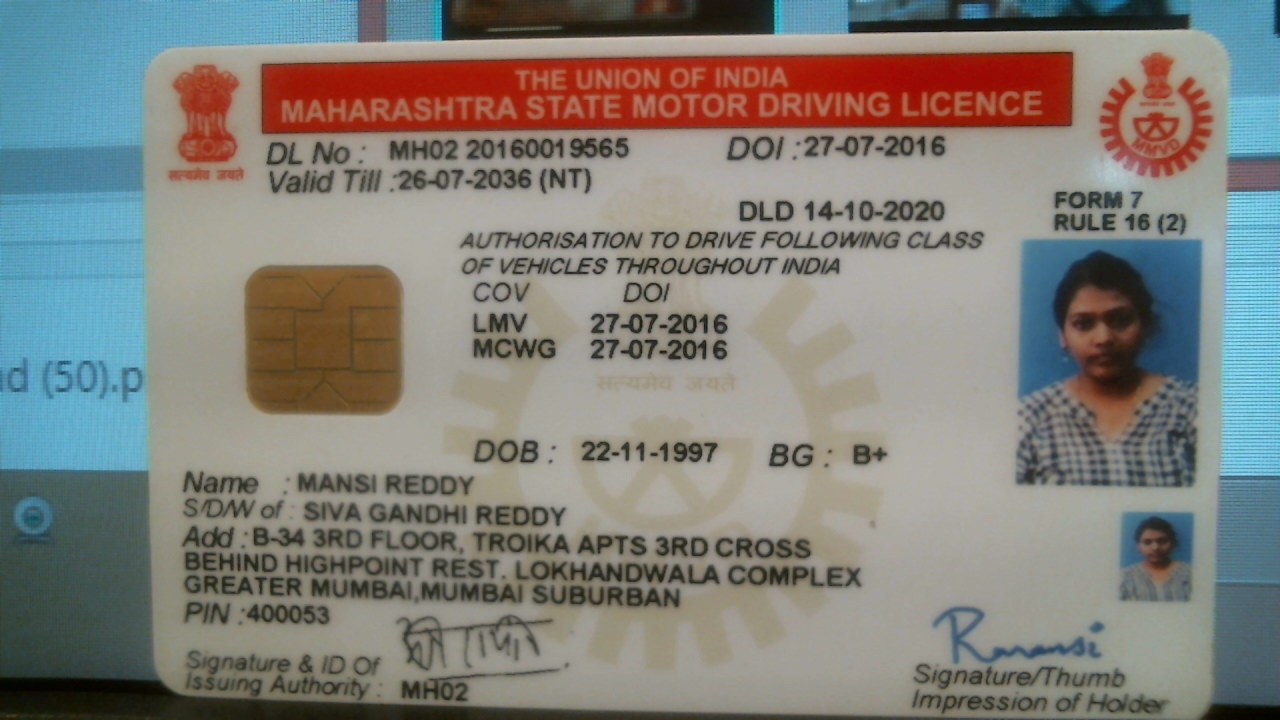 THE UNION OF INDIA
MAHARASHTRA STATE MOTOR DRIVING LICENCE
सत्यमेव जयते
MMVD
DL No : MH02 20160019565 DOI : 27-07-2016
Valid Till : 26-07-2036 (NT)
DLD 14-10-2020
FORM 7
RULE 16 (2)
AUTHORISATION TO DRIVE FOLLOWING CLASS
OF VEHICLES THROUGHOUT INDIA
COV DOI
LMV 27-07-2016
MCWG 27-07-2016
सत्यमेव जयते
nd (50).p
DOB : 22-11-1997 BG : B+
Name : MANSI REDDY
S/D/W of : SIVA GANDHI REDDY
Add : B-34 3RD FLOOR, TROIKA APTS 3RD CROSS
BEHIND HIGHPOINT REST. LOKHANDWALA COMPLEX
GREATER MUMBAI,MUMBAI SUBURBAN
PIN : 400053
Signature & ID Of
Issuing Authority : MH02
Rmansi
Signature/Thumb
Impression of Holder